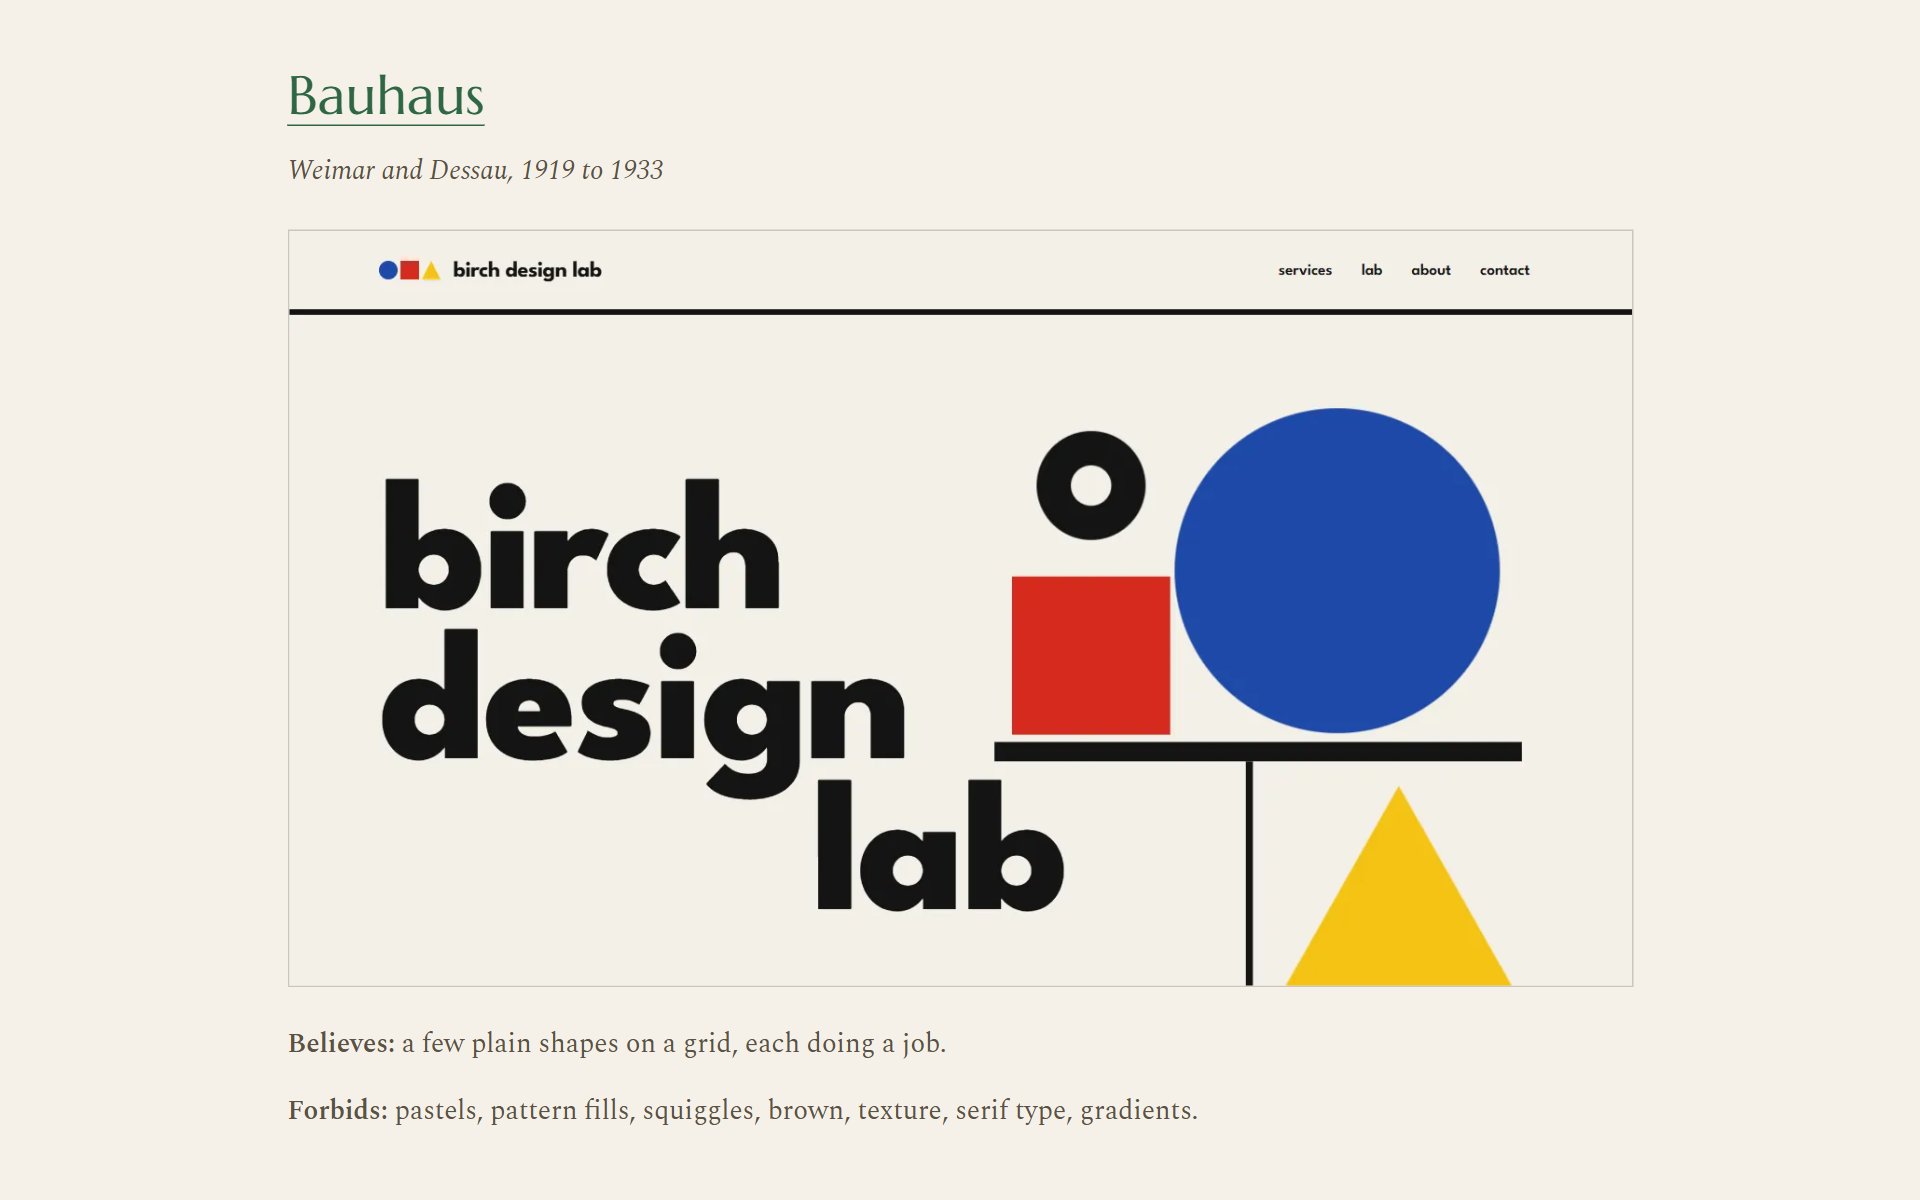 Bauhaus
Weimar and Dessau, 1919 to 1933
birch design lab
services lab about contact
birch
design
lab
Believes: a few plain shapes on a grid, each doing a job.
Forbids: pastels, pattern fills, squiggles, brown, texture, serif type, gradients.